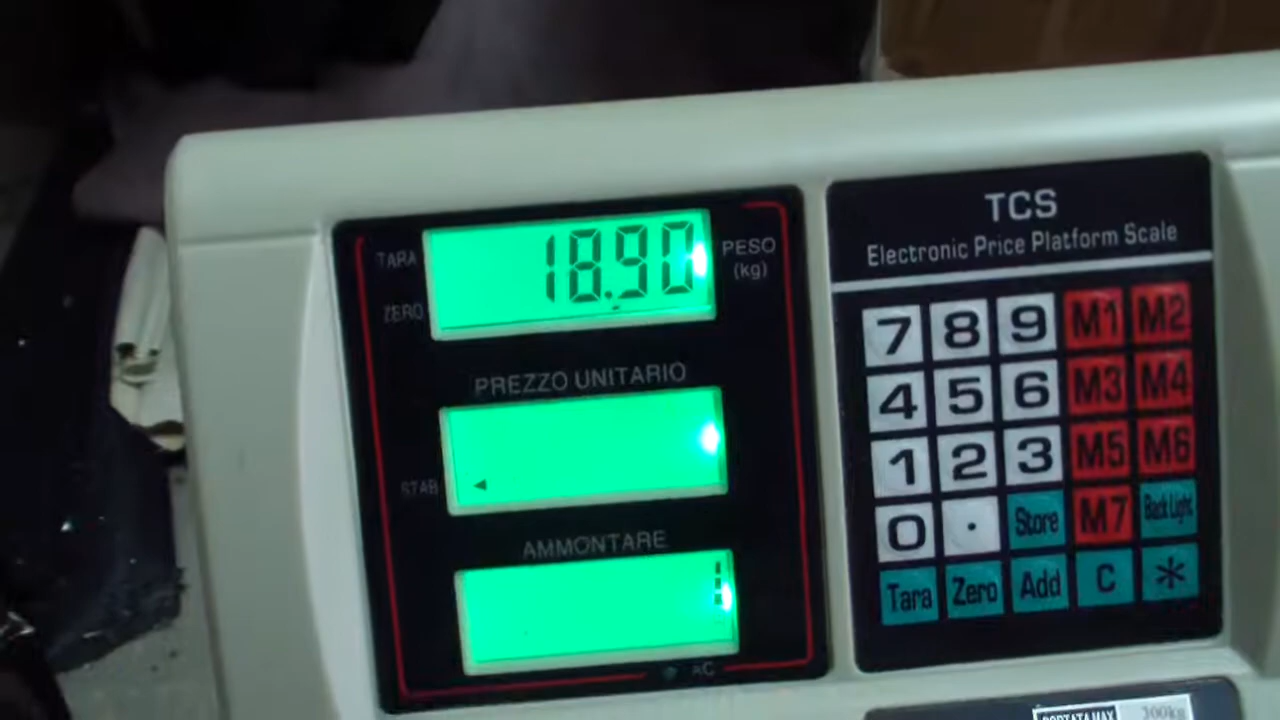 TCS
Electronic Price Platform Scale
TARA
18.90
PESO
(kg)
ZERO
PREZZO UNITARIO
STAB
AMMONTARE
7 8 9 M1 M2
4 5 6 M3 M4
1 2 3 M5 M6
0 . Store M7 Back Light
Tara Zero Add C *
PORTATA MAX 300kg